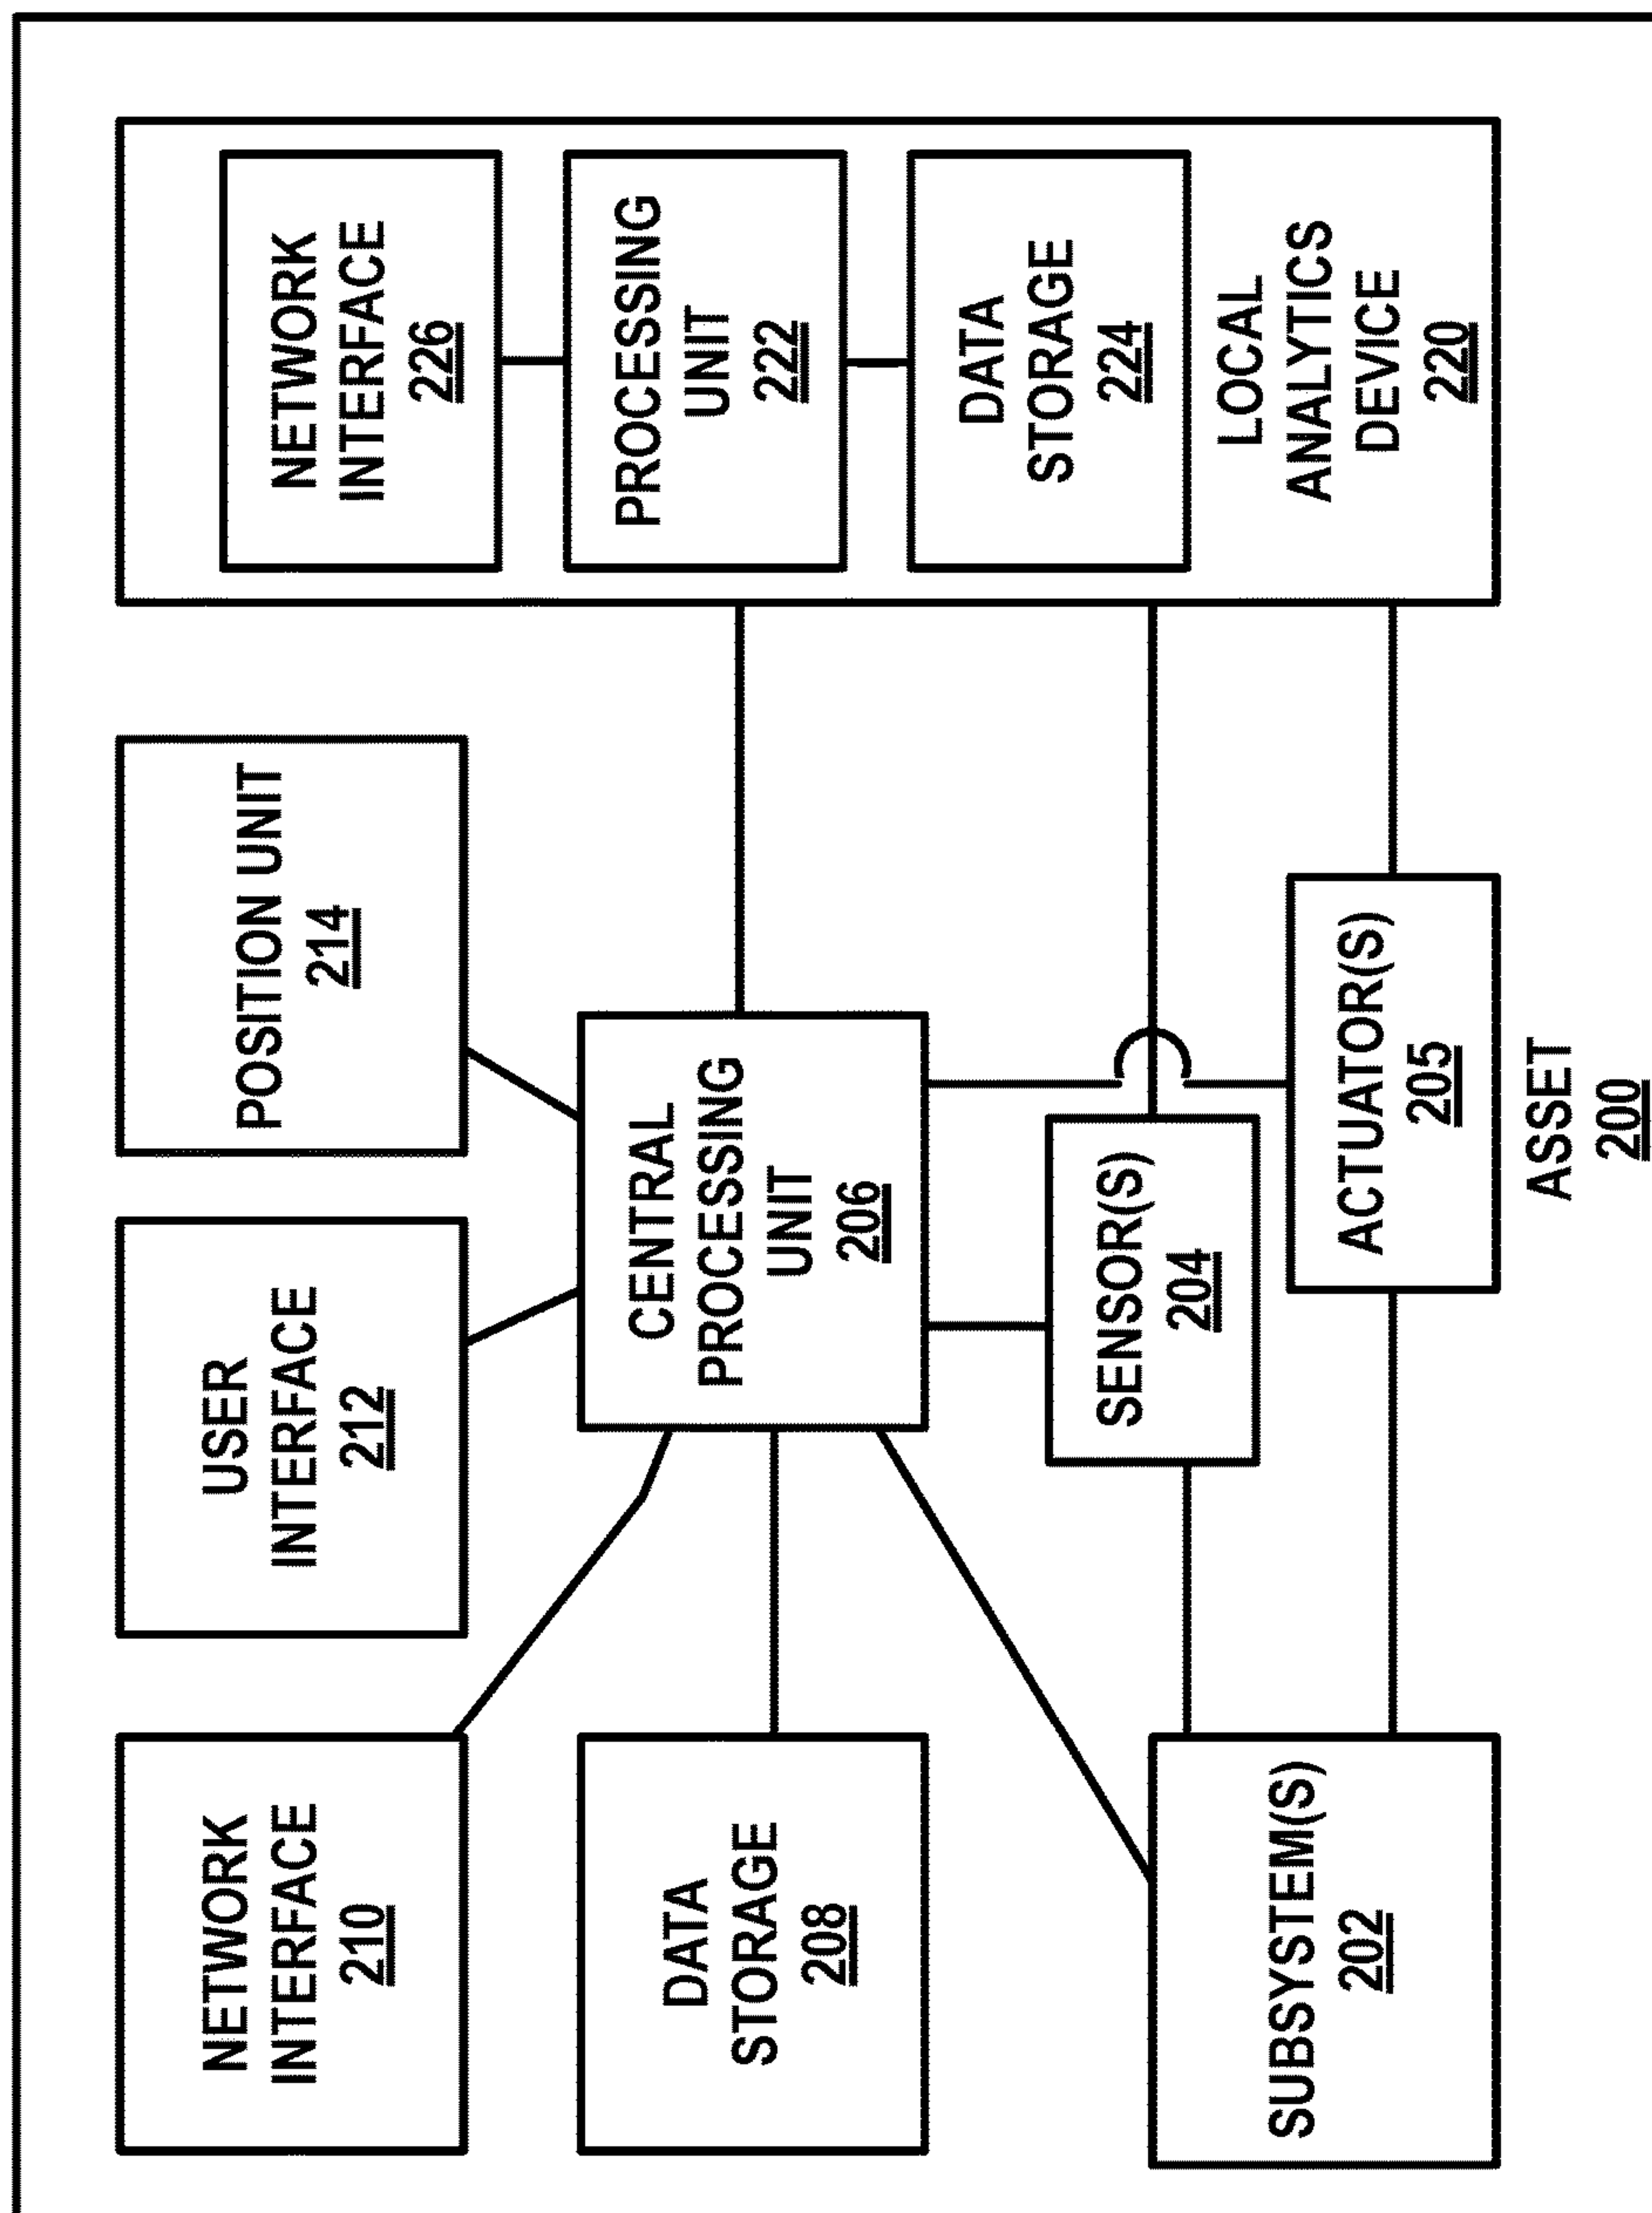 NETWORK
INTERFACE
210
USER
INTERFACE
212
POSITION UNIT
214
NETWORK
INTERFACE
226
PROCESSING
UNIT
222
DATA
STORAGE
224
LOCAL
ANALYTICS
DEVICE
220
DATA
STORAGE
208
CENTRAL
PROCESSING
UNIT
206
SENSOR(S)
204
SUBSYSTEM(S)
202
ACTUATOR(S)
205
ASSET
200